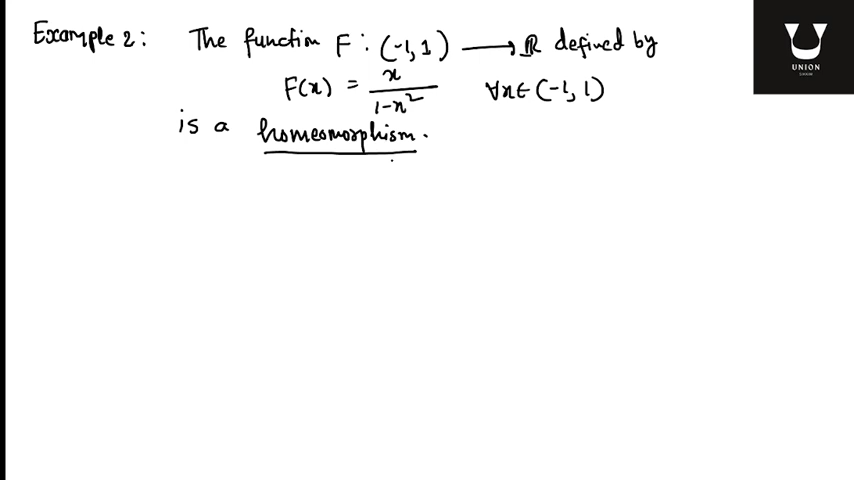 Example 2: The function F : (-1, 1) ⟶ ℝ defined by
F(x) = x / 1-x² ∀x∈ (-1, 1)
is a homeomorphism.
UNION